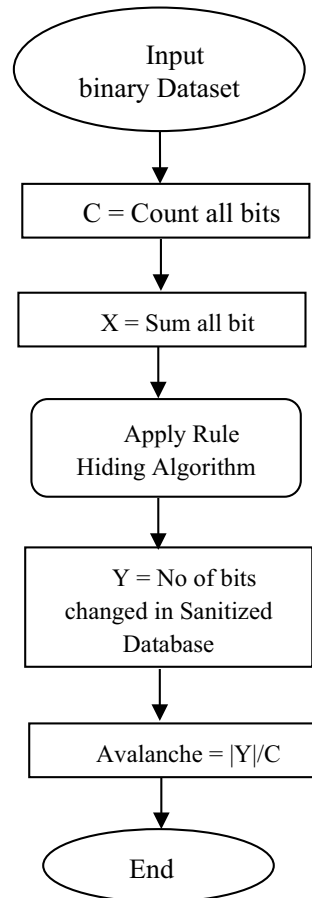 Input
binary Dataset
C = Count all bits
X = Sum all bit
Apply Rule
Hiding Algorithm
Y = No of bits
changed in Sanitized
Database
Avalanche = |Y|/C
End